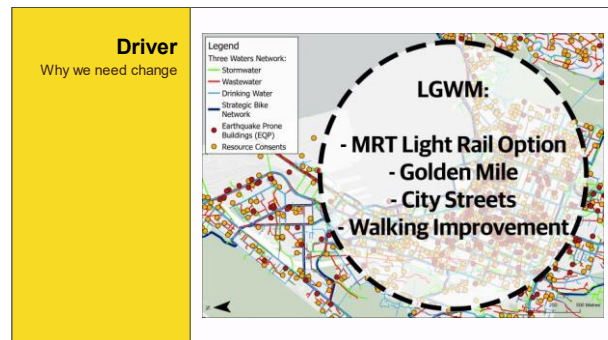 Driver
Why we need change
Legend
Three Waters Network:
Stormwater
Wastewater
Drinking Water
Strategic Bike
Network
Earthquake Prone
Buildings (EQP)
Resource Consents
LGWM:
- MRT Light Rail Option
- Golden Mile
- City Streets
- Walking Improvement